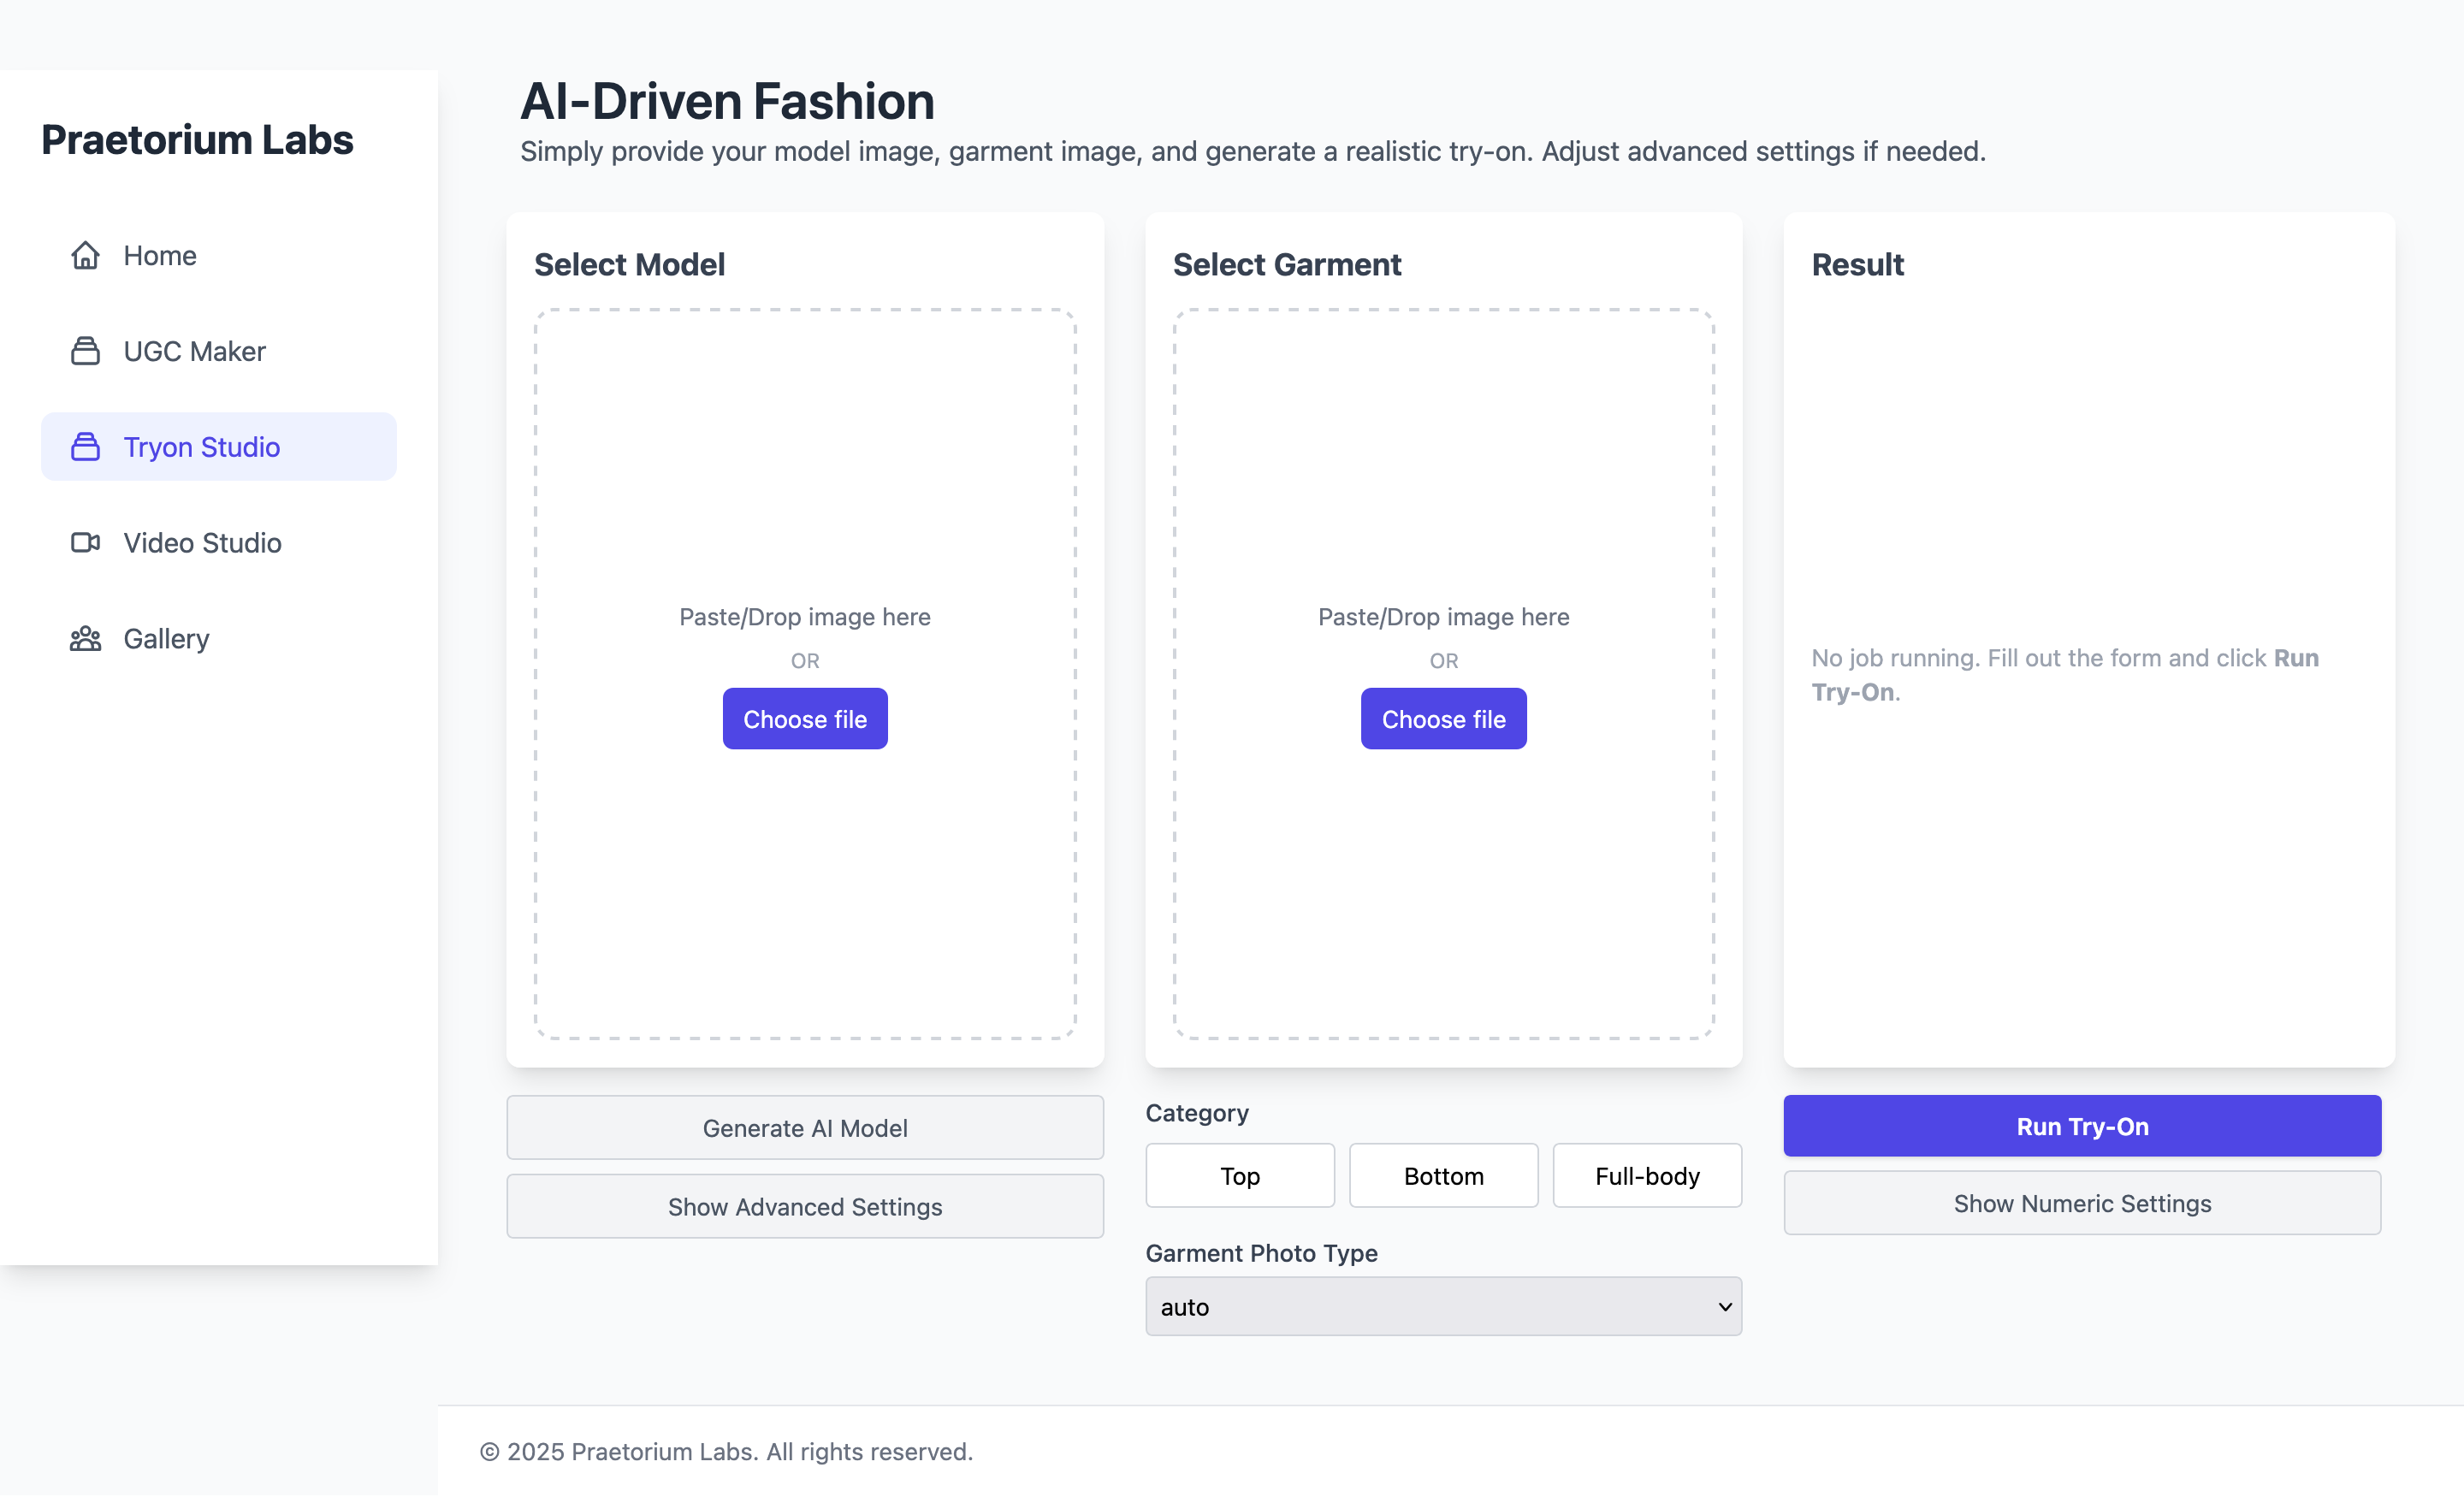 Praetorium Labs
Home
UGC Maker
Tryon Studio
Video Studio
Gallery
AI-Driven Fashion
Simply provide your model image, garment image, and generate a realistic try-on. Adjust advanced settings if needed.
Select Model
Paste/Drop image here
OR
Choose file
Generate AI Model
Show Advanced Settings
Select Garment
Paste/Drop image here
OR
Choose file
Category
Top
Bottom
Full-body
Garment Photo Type
auto
Result
No job running. Fill out the form and click Run
Try-On.
Run Try-On
Show Numeric Settings
© 2025 Praetorium Labs. All rights reserved.